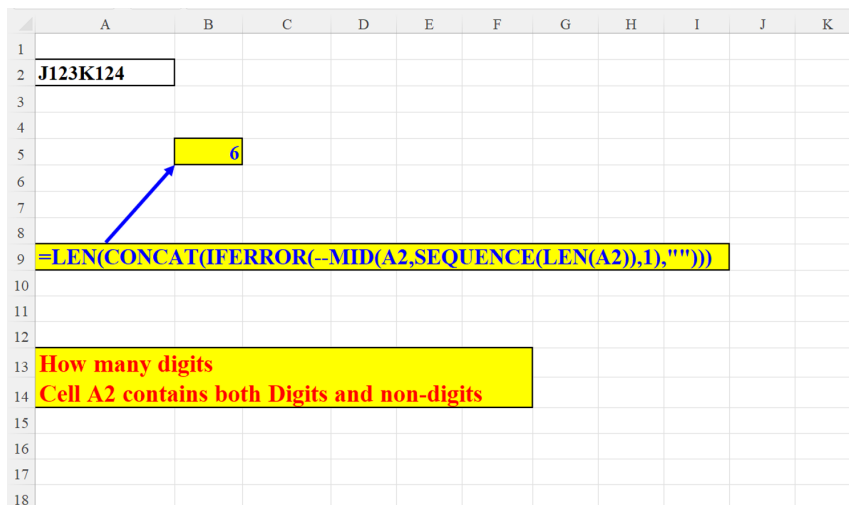 A B C D E F G H I J K
1
2 J123K124
3
4
5 6
6
7
8
9 =LEN(CONCAT(IFERROR(--MID(A2,SEQUENCE(LEN(A2)),1),"")))
10
11
12
13 How many digits
14 Cell A2 contains both Digits and non-digits
15
16
17
18